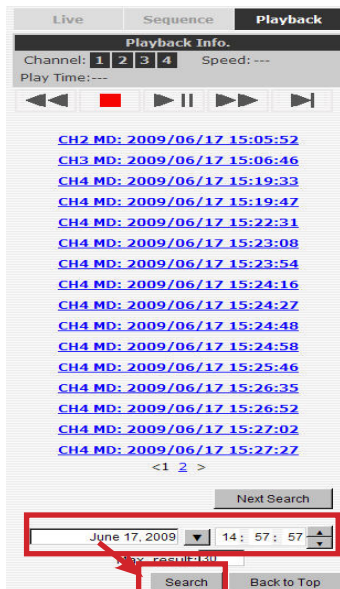 Live Sequence Playback
Playback Info.
Channel: 1 2 3 4 Speed: ---
Play Time:---
CH2 MD: 2009/06/17 15:05:52
CH3 MD: 2009/06/17 15:06:46
CH4 MD: 2009/06/17 15:19:33
CH4 MD: 2009/06/17 15:19:47
CH4 MD: 2009/06/17 15:22:31
CH4 MD: 2009/06/17 15:23:08
CH4 MD: 2009/06/17 15:23:54
CH4 MD: 2009/06/17 15:24:16
CH4 MD: 2009/06/17 15:24:27
CH4 MD: 2009/06/17 15:24:48
CH4 MD: 2009/06/17 15:24:58
CH4 MD: 2009/06/17 15:25:46
CH4 MD: 2009/06/17 15:26:35
CH4 MD: 2009/06/17 15:26:52
CH4 MD: 2009/06/17 15:27:02
CH4 MD: 2009/06/17 15:27:27
<1 2 >
Next Search
June 17, 2009 14: 57: 57
result:
Search Back to Top